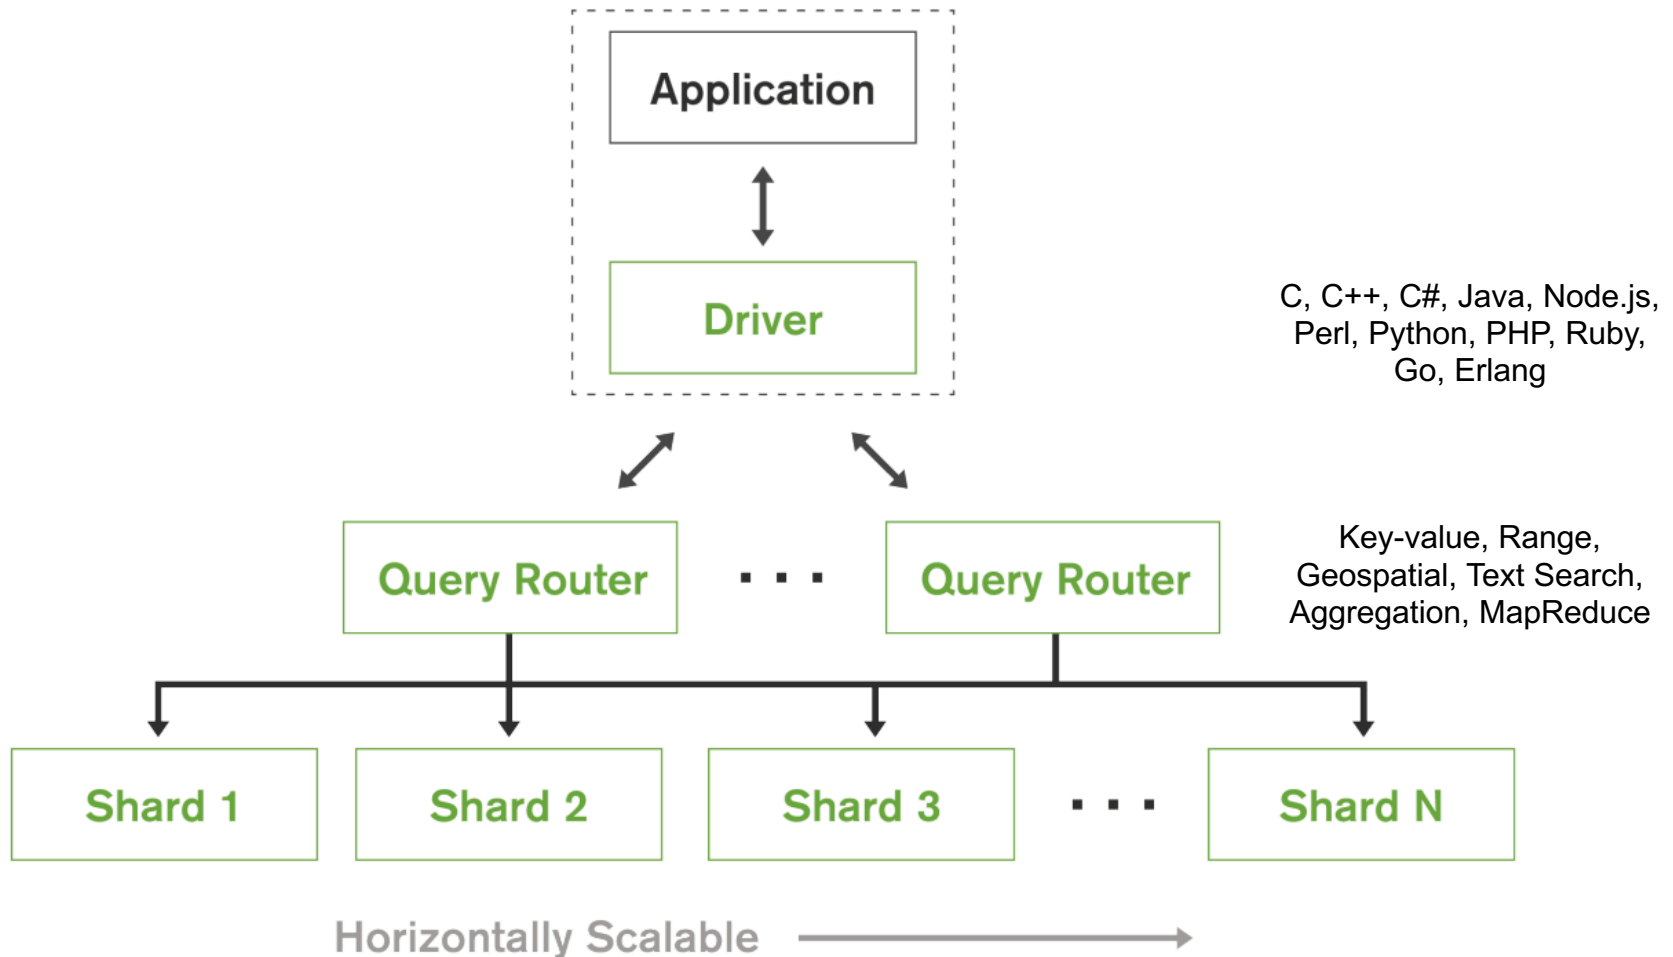 Application
Driver
C, C++, C#, Java, Node.js,
Perl, Python, PHP, Ruby,
Go, Erlang
Query Router
Query Router
Key-value, Range,
Geospatial, Text Search,
Aggregation, MapReduce
Shard 1
Shard 2
Shard 3
Shard N
Horizontally Scalable